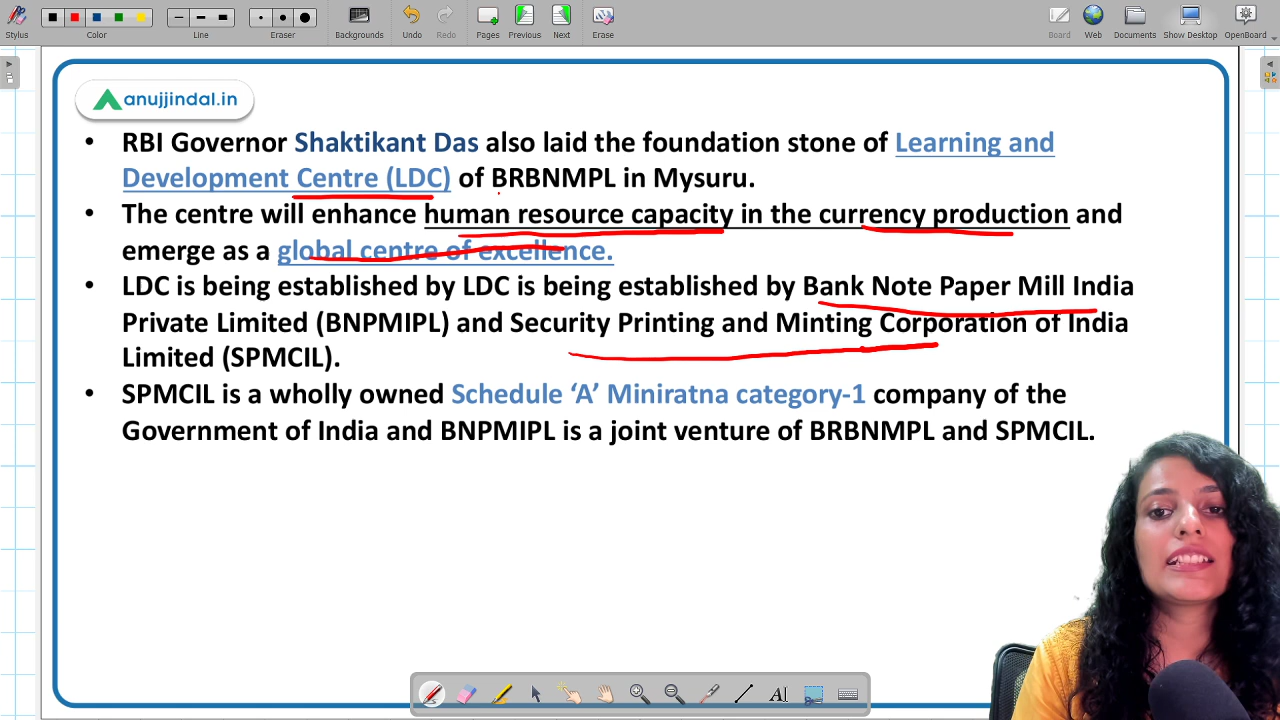 Stylus
Color
Line
Eraser
Backgrounds
Undo
Redo
Pages
Previous
Next
Erase
Board
Web
Documents
Show Desktop
OpenBoard
anujjindal.in
• RBI Governor Shaktikant Das also laid the foundation stone of Learning and
Development Centre (LDC) of BRBNMPL in Mysuru.
• The centre will enhance human resource capacity in the currency production and
emerge as a global centre of excellence.
• LDC is being established by LDC is being established by Bank Note Paper Mill India
Private Limited (BNPMIPL) and Security Printing and Minting Corporation of India
Limited (SPMCIL).
• SPMCIL is a wholly owned Schedule ‘A’ Miniratna category-1 company of the
Government of India and BNPMIPL is a joint venture of BRBNMPL and SPMCIL.